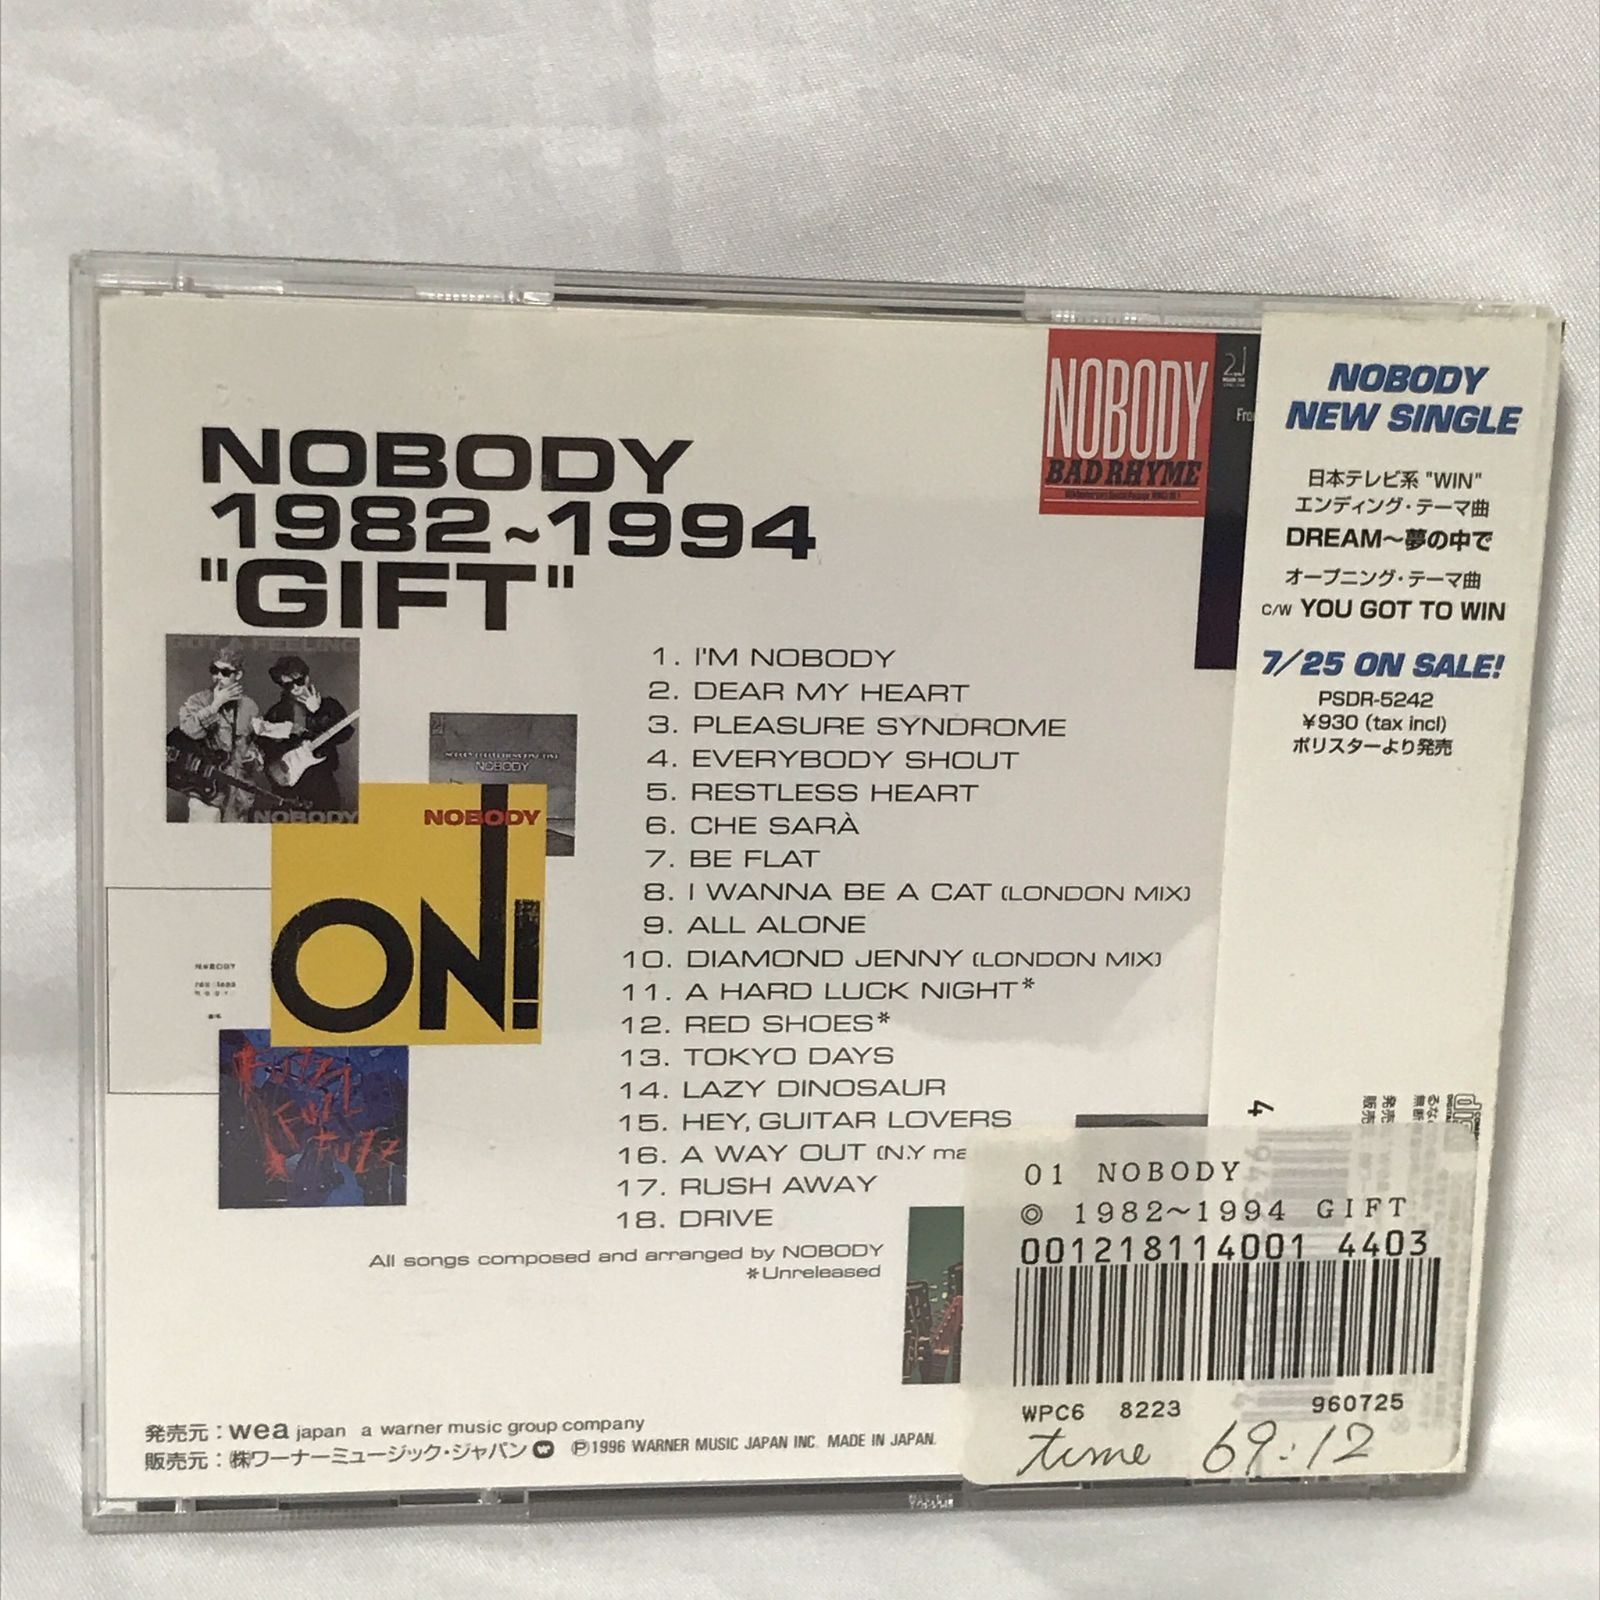 NOBODY
1982~1994
"GIFT"
NOBODY
BAD RHYME
NOBODY
NOBODY
NOBODY
ON!
1. I'M NOBODY
2. DEAR MY HEART
3. PLEASURE SYNDROME
4. EVERYBODY SHOUT
5. RESTLESS HEART
6. CHE SARÀ
7. BE FLAT
8. I WANNA BE A CAT (LONDON MIX)
9. ALL ALONE
10. DIAMOND JENNY (LONDON MIX)
11. A HARD LUCK NIGHT*
12. RED SHOES*
13. TOKYO DAYS
14. LAZY DINOSAUR
15. HEY, GUITAR LOVERS
16. A WAY OUT (N.Y ma
17. RUSH AWAY
18. DRIVE
All songs composed and arranged by NOBODY
*Unreleased
発売元：wea japan a warner music group company
販売元：㈱ワーナーミュージック・ジャパン Ⓟ1996 WARNER MUSIC JAPAN INC. MADE IN JAPAN.
NOBODY
NEW SINGLE
日本テレビ系 "WIN"
エンディング・テーマ曲
DREAM～夢の中で
オープニング・テーマ曲
C/W YOU GOT TO WIN
7/25 ON SALE!
PSDR-5242
¥930 (tax incl)
ポリスターより発売
01 NOBODY
◎ 1982～1994 GIFT
001218114001 4403
WPC6 8223 960725
time 69:12